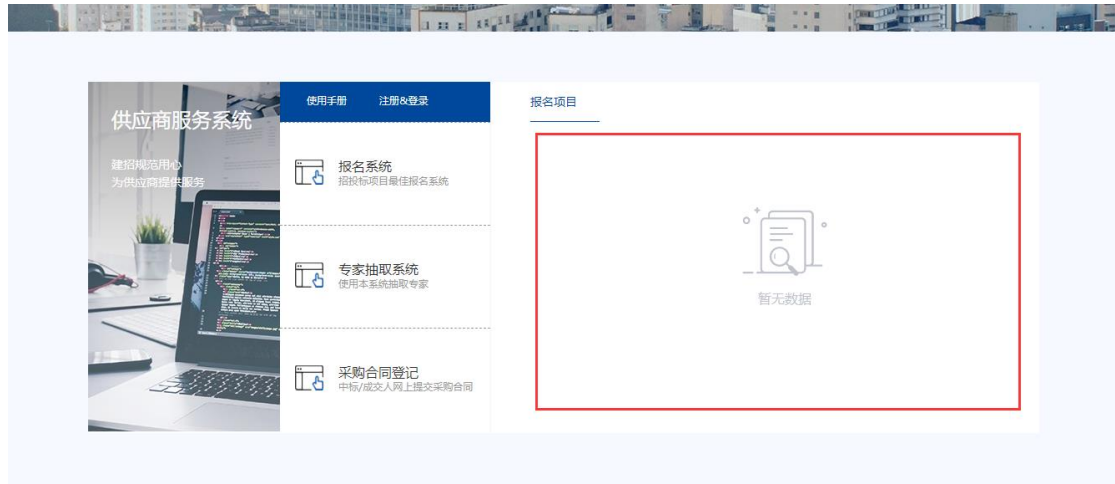 供应商服务系统
建招规范用心
为供应商提供服务
使用手册
注册&登录
报名系统
招投标项目最佳报名系统
专家抽取系统
使用本系统抽取专家
采购合同登记
中标/成交人网上提交采购合同
报名项目
暂无数据